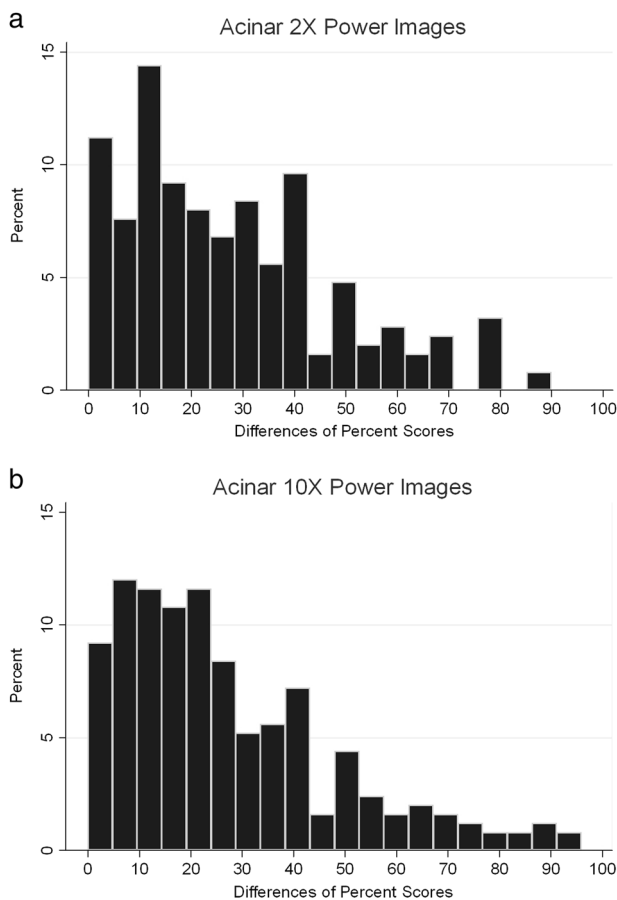 a
Acinar 2X Power Images
15
10
5
0
Percent
0 10 20 30 40 50 60 70 80 90 100
Differences of Percent Scores
b
Acinar 10X Power Images
15
10
5
0
Percent
0 10 20 30 40 50 60 70 80 90 100
Differences of Percent Scores